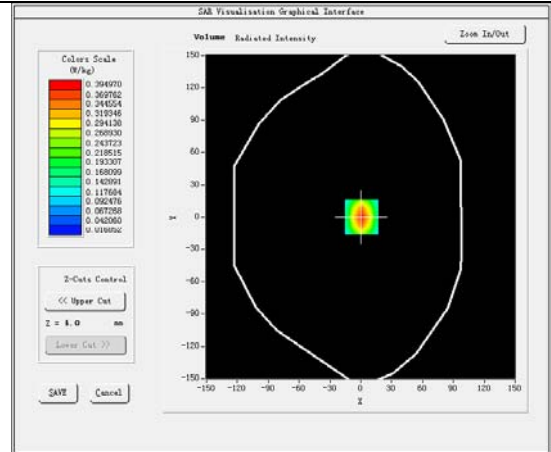 SAR Visualisation Graphical Interface
Volume Radiated Intensity
Zoom In/Out
Colors Scale
(W/kg)
0.394970
0.369762
0.344554
0.319346
0.294138
0.268930
0.243723
0.218515
0.193307
0.168099
0.142891
0.117684
0.092476
0.067268
0.042060
0.016852
150
120
90
60
30
0
-30
-60
-90
-120
-150
Y
-150 -120 -90 -60 -30 0 30 60 90 120 150
X
Z-Cuts Control
<< Upper Cut
Z = 4.0 mm
Lower Cut >>
SAVE Cancel